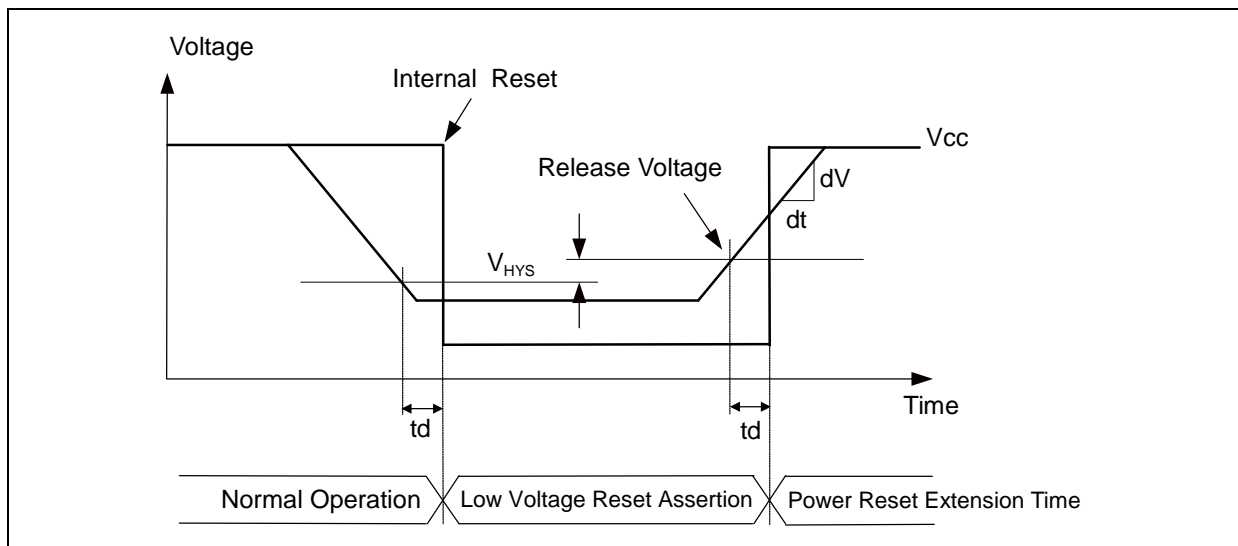 Voltage
Internal Reset
Vcc
Release Voltage
dV
dt
VHYS
Time
td
td
Normal Operation
Low Voltage Reset Assertion
Power Reset Extension Time